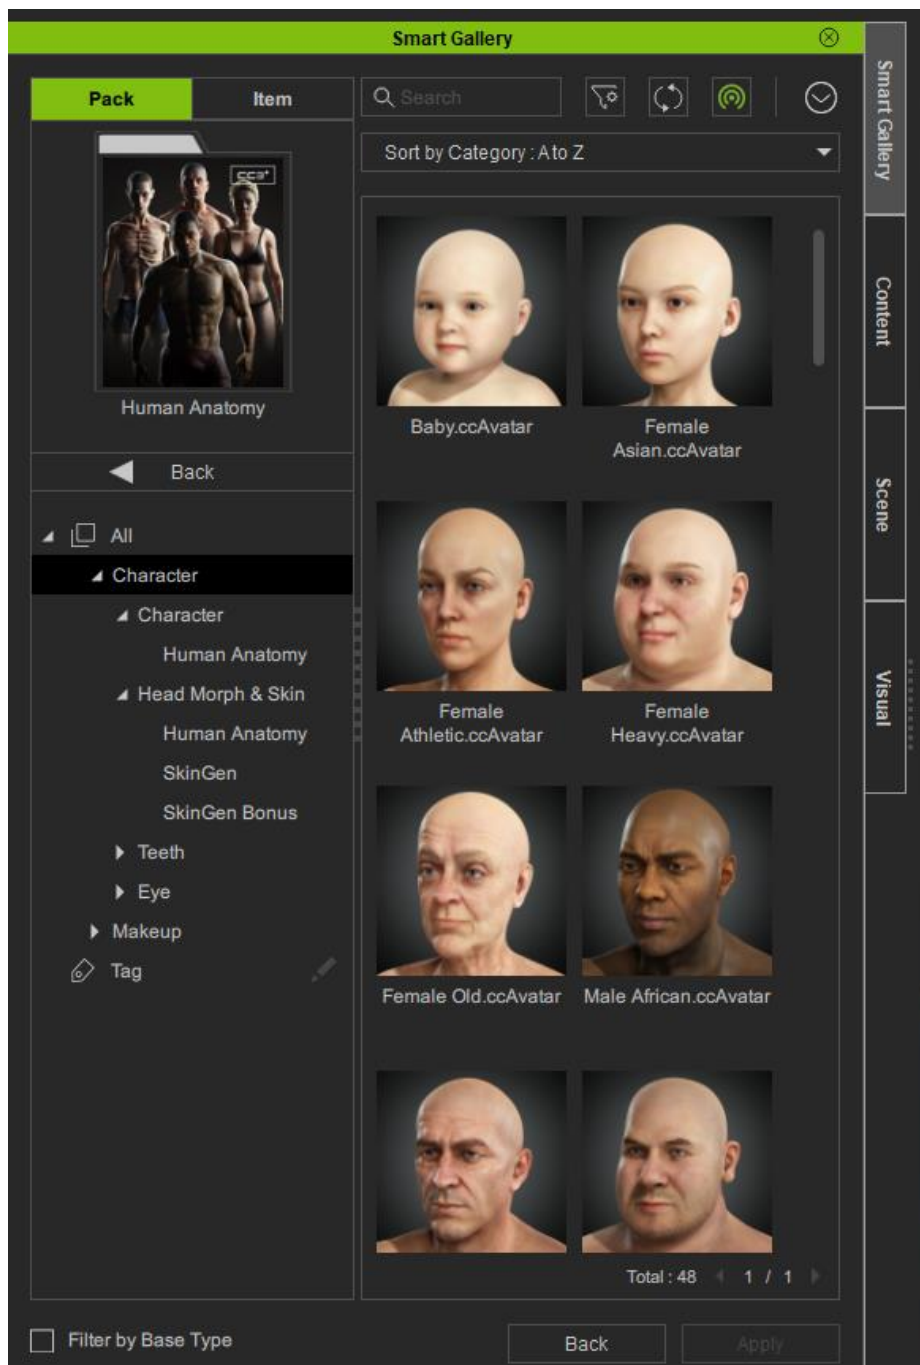 Smart Gallery
Pack
Item
Search
Sort by Category : A to Z
CC3+
Human Anatomy
Back
All
Character
Character
Human Anatomy
Head Morph & Skin
Human Anatomy
SkinGen
SkinGen Bonus
Teeth
Eye
Makeup
Tag
Baby.ccAvatar
Female
Asian.ccAvatar
Female
Athletic.ccAvatar
Female
Heavy.ccAvatar
Female Old.ccAvatar
Male African.ccAvatar
Total : 48
1 / 1
Filter by Base Type
Back
Apply
Smart Gallery
Content
Scene
Visual